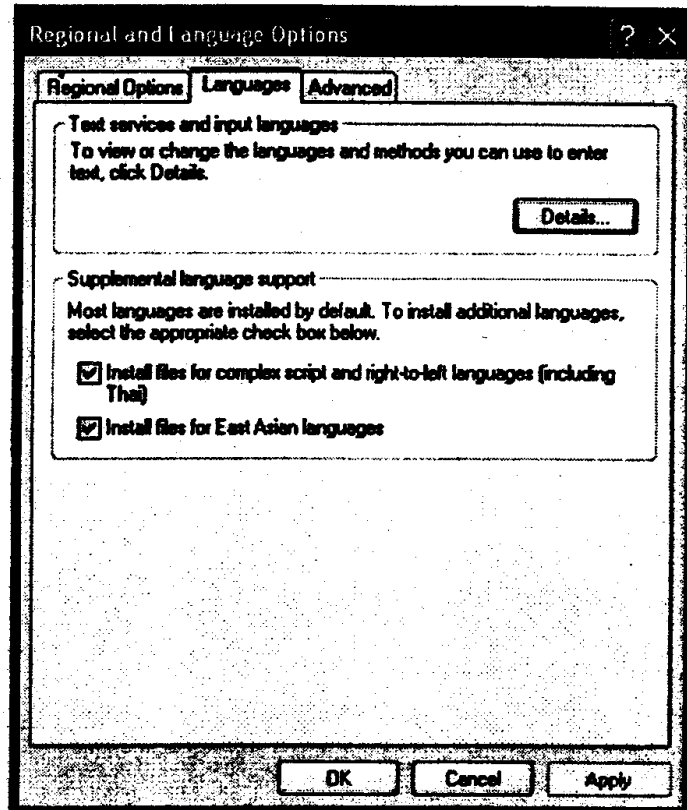 Regional and Language Options
Regional Options Languages Advanced
Text services and input languages
To view or change the languages and methods you can use to enter
text, click Details.
Details...
Supplemental language support
Most languages are installed by default. To install additional languages,
select the appropriate check box below.
Install files for complex script and right-to-left languages (including
Thai)
Install files for East Asian languages
OK Cancel Apply